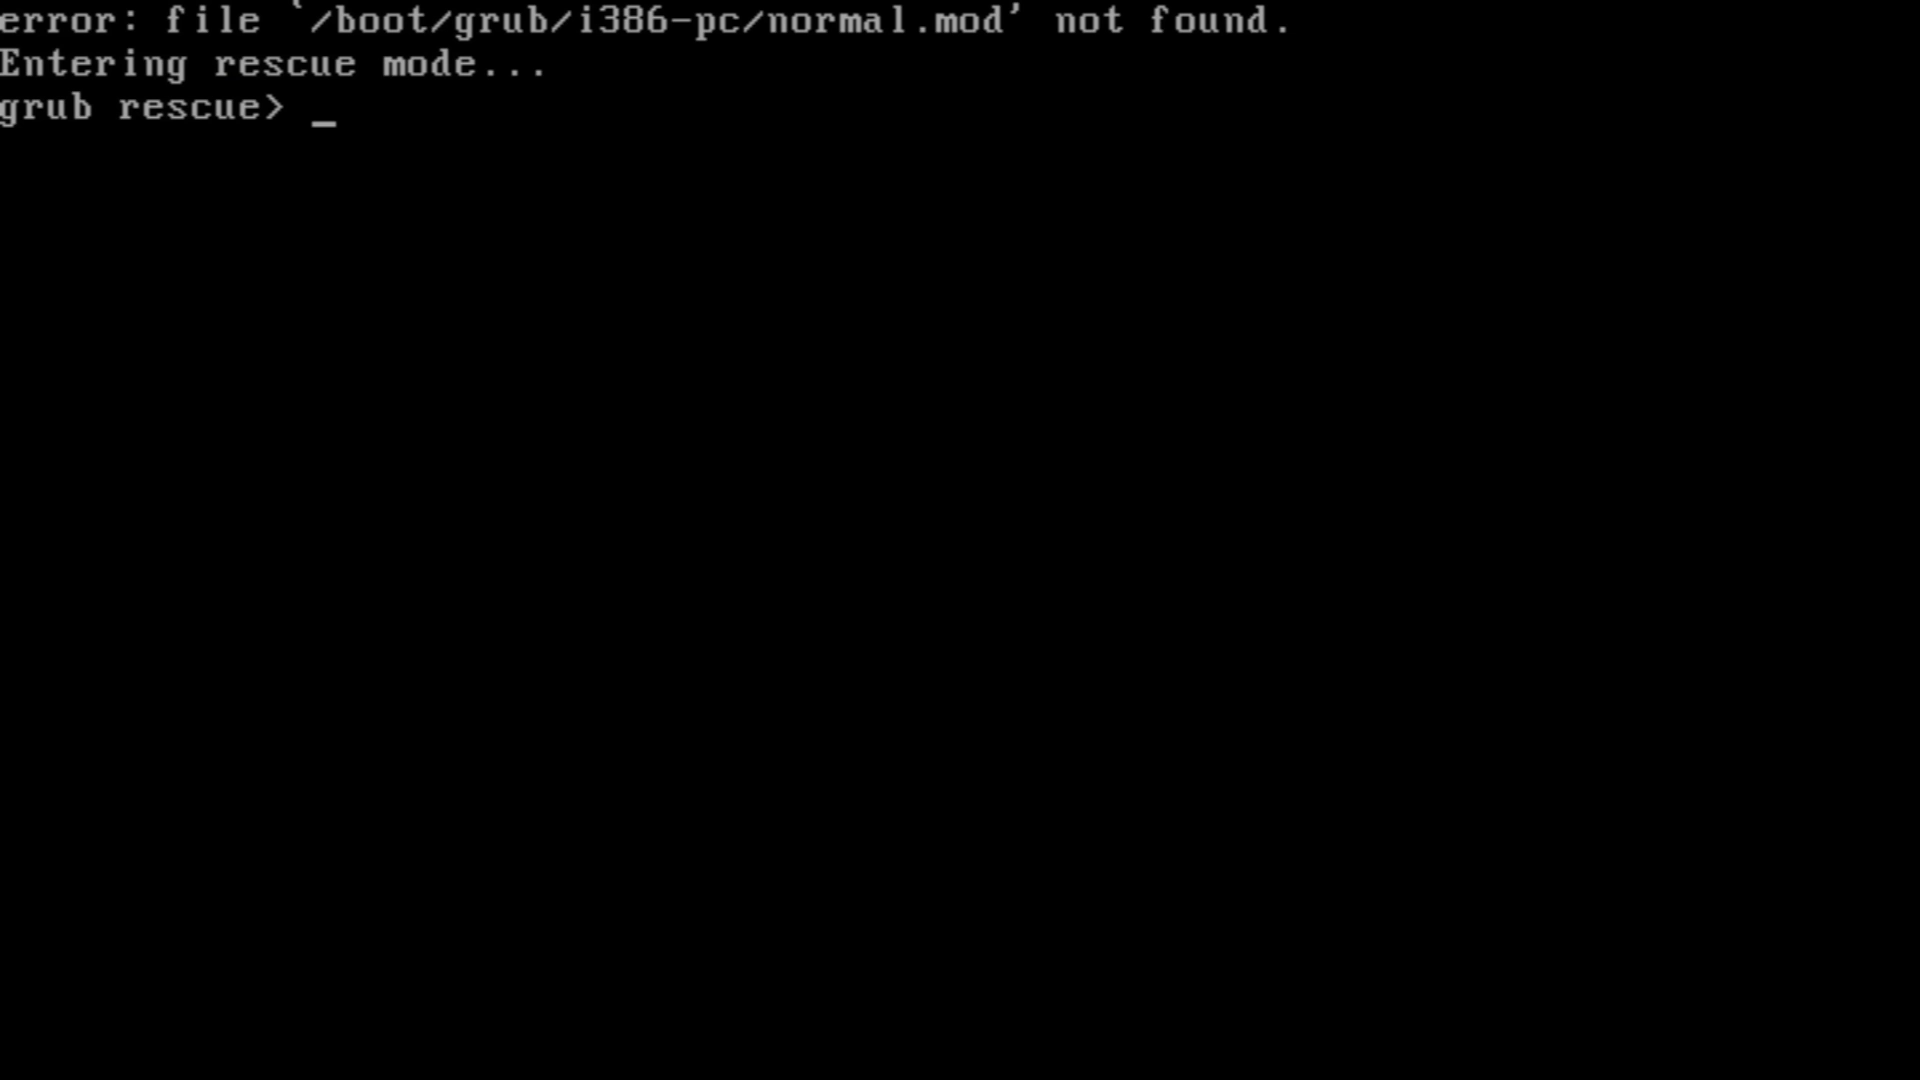 error: file `/boot/grub/i386-pc/normal.mod' not found.
Entering rescue mode...
grub rescue> _